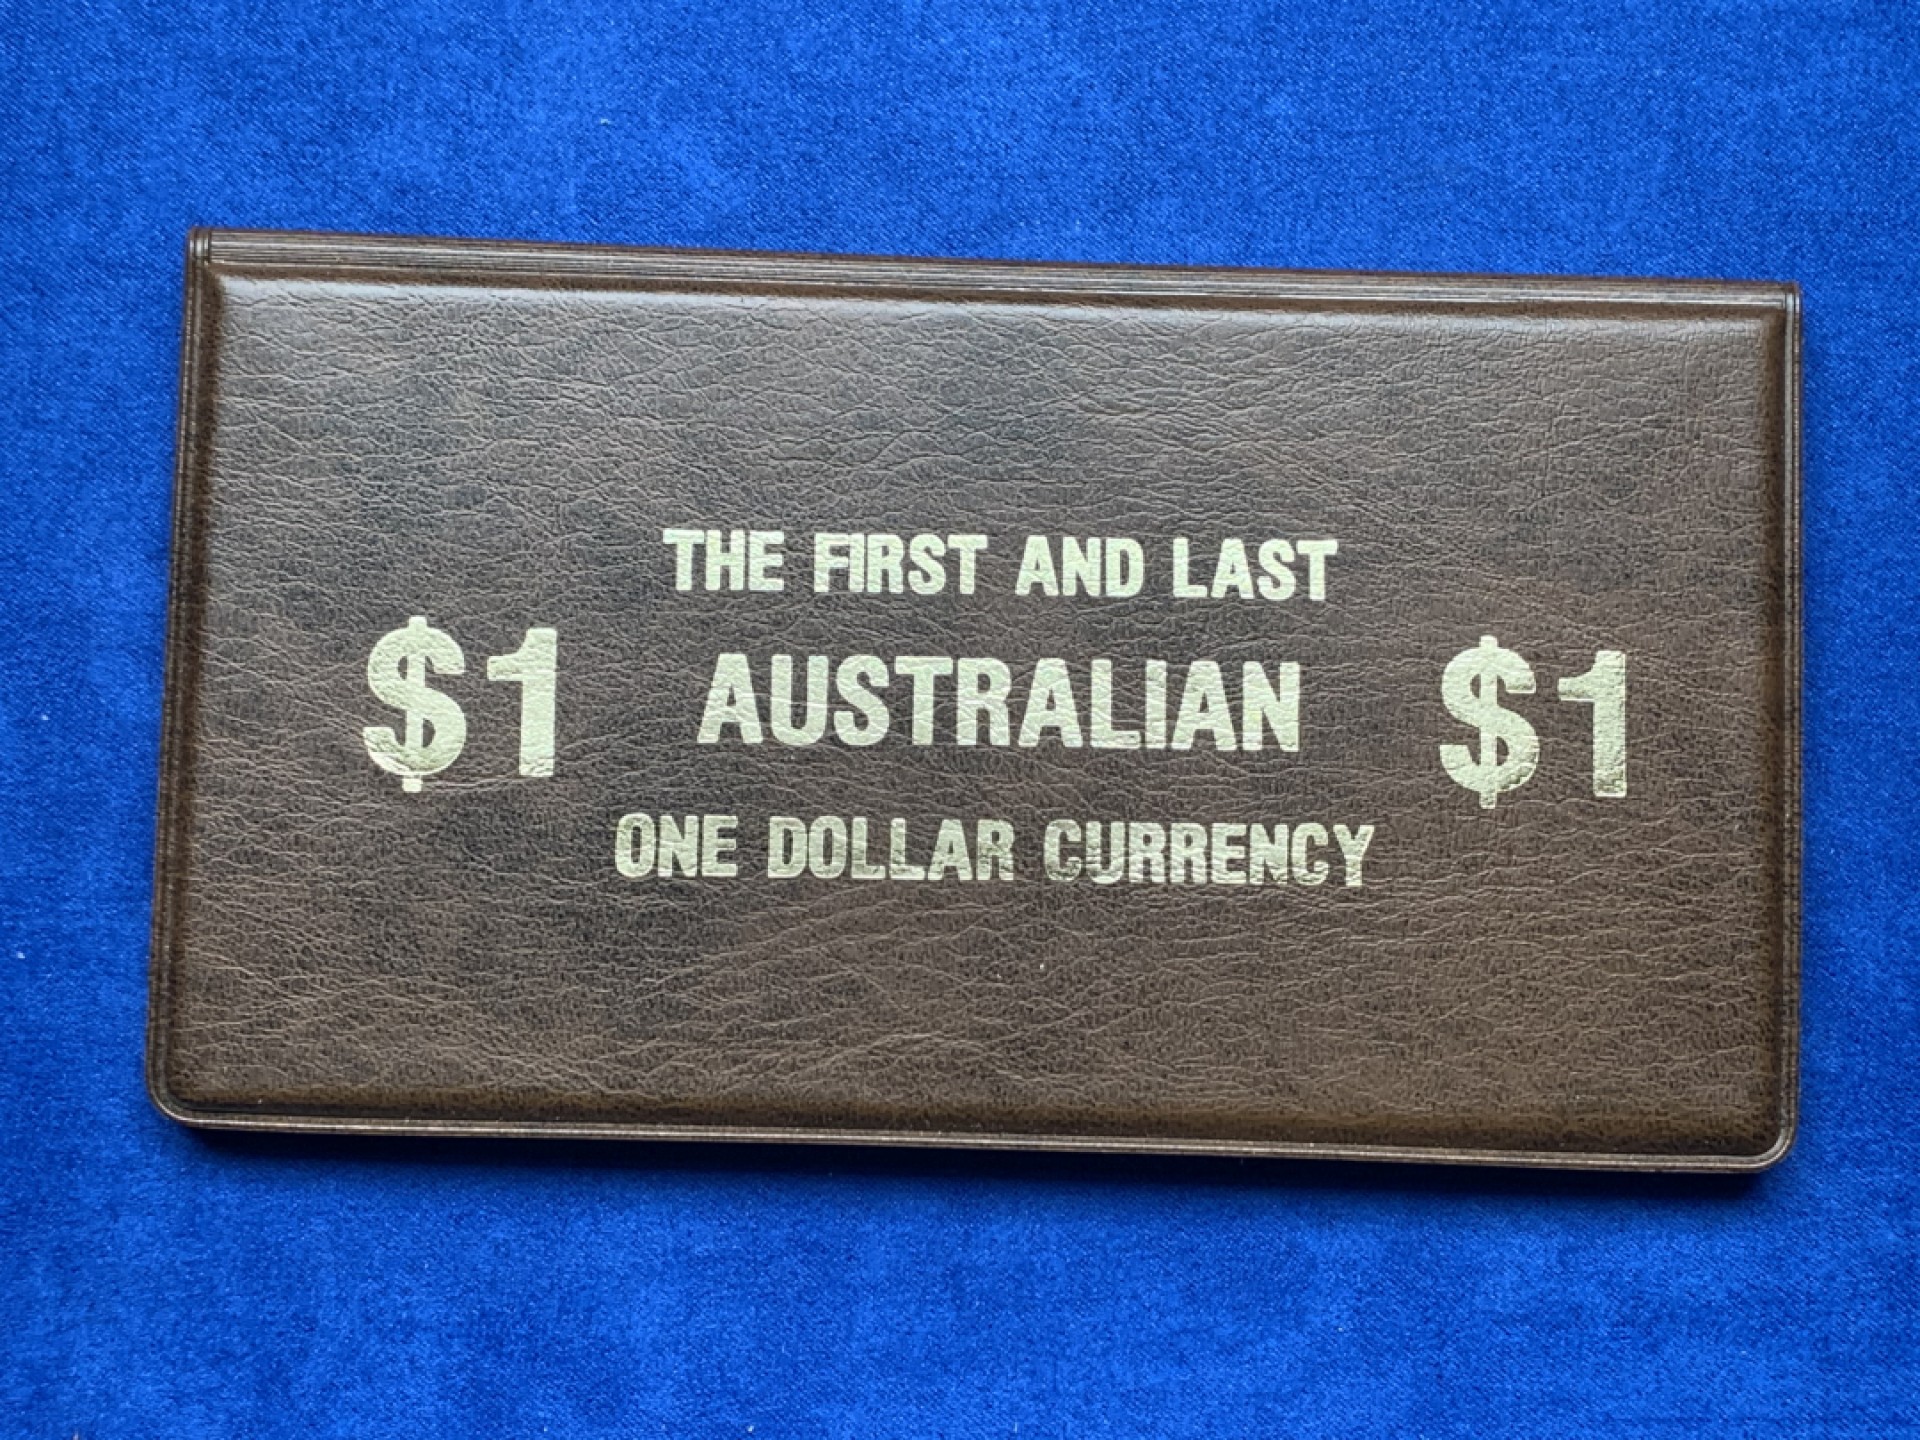 THE FIRST AND LAST
$1 AUSTRALIAN $1
ONE DOLLAR CURRENCY